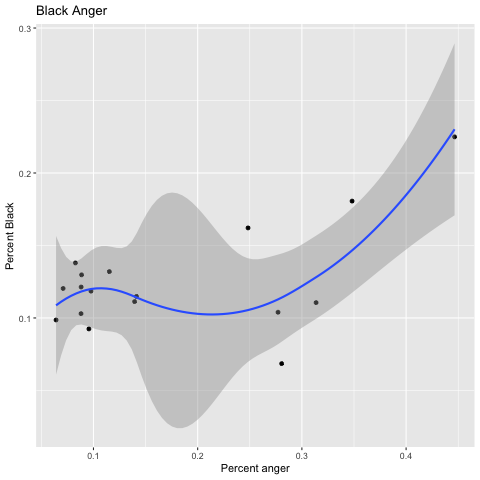 Black Anger
0.3
0.2
0.1
Percent Black
0.1 0.2 0.3 0.4
Percent anger